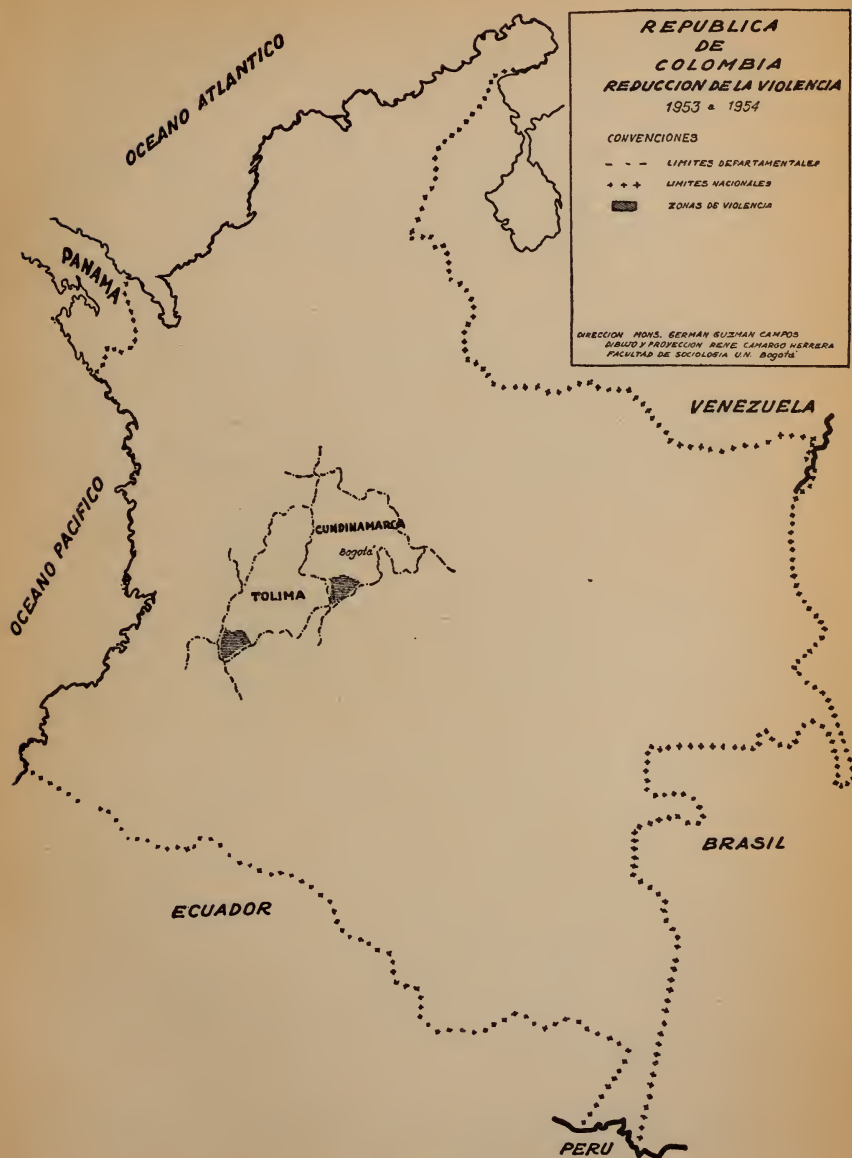 REPUBLICA
DE
COLOMBIA
REDUCCION DE LA VIOLENCIA
1953 a 1954
CONVENCIONES
LIMITES DEPARTAMENTALES
LIMITES NACIONALES
ZONAS DE VIOLENCIA
DIRECCION MONS. GERMAN GUZMAN CAMPOS
DIBUJO Y PROYECCION RENE CAMARGO HERRERA
FACULTAD DE SOCIOLOGIA U.N. Bogotá
OCEANO ATLANTICO
PANAMA
VENEZUELA
OCEANO PACIFICO
CUNDINAMARCA
Bogotá
TOLIMA
BRASIL
ECUADOR
PERU